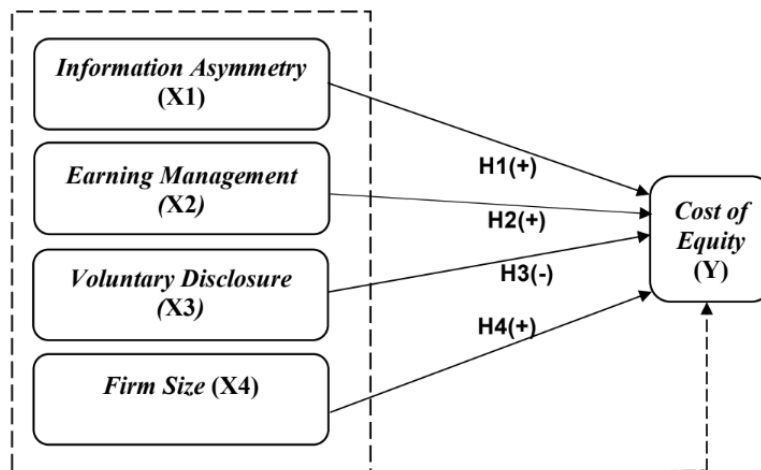 Information Asymmetry
(X1)
Earning Management
(X2)
Voluntary Disclosure
(X3)
Firm Size (X4)
H1(+)
H2(+)
H3(-)
H4(+)
Cost of
Equity
(Y)